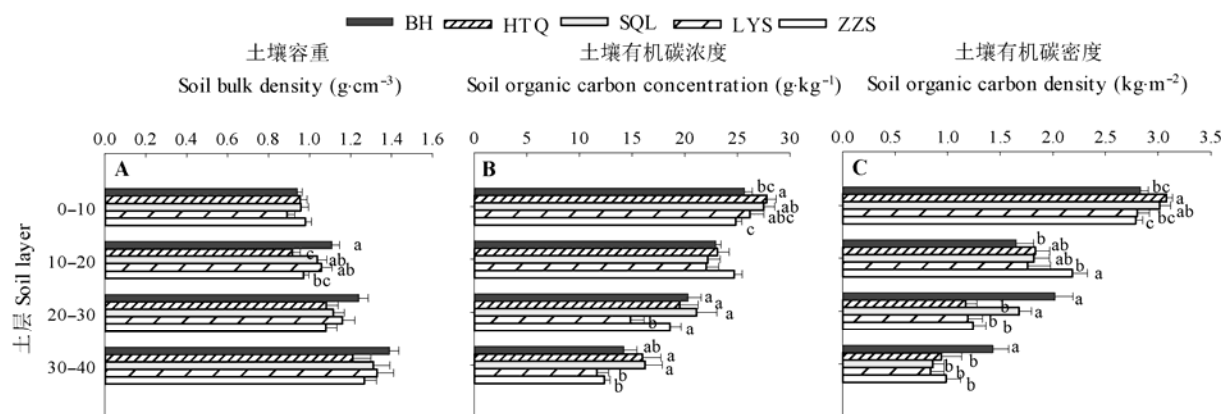 BH HTQ SQL LYS ZZS
土壤容重
Soil bulk density (g·cm⁻³)
土壤有机碳浓度
Soil organic carbon concentration (g·kg⁻¹)
土壤有机碳密度
Soil organic carbon density (kg·m⁻²)
0.0 0.2 0.4 0.6 0.8 1.0 1.2 1.4 1.6
0 5 10 15 20 25 30
0.0 0.5 1.0 1.5 2.0 2.5 3.0 3.5
土层 Soil layer
0–10
10–20
20–30
30–40
A
a
c
ab
ab
bc
B
bc
a
ab
abc
c
a
a
a
b
a
ab
a
a
b
b
C
bc
a
ab
bc
c
b
ab
ab
b
a
a
b
a
b
b
a
b
b
b
b